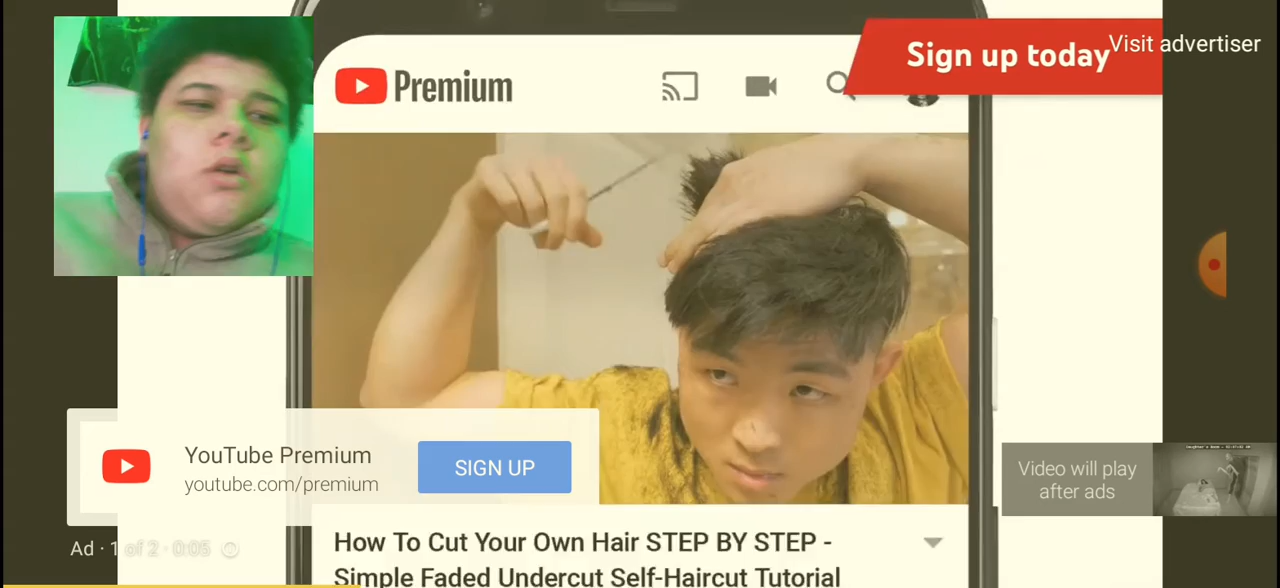 Premium
Sign up today
Visit advertiser
YouTube Premium
youtube.com/premium
SIGN UP
Video will play
after ads
Ad · 1 of 2 · 0:05
How To Cut Your Own Hair STEP BY STEP -
Simple Faded Undercut Self-Haircut Tutorial